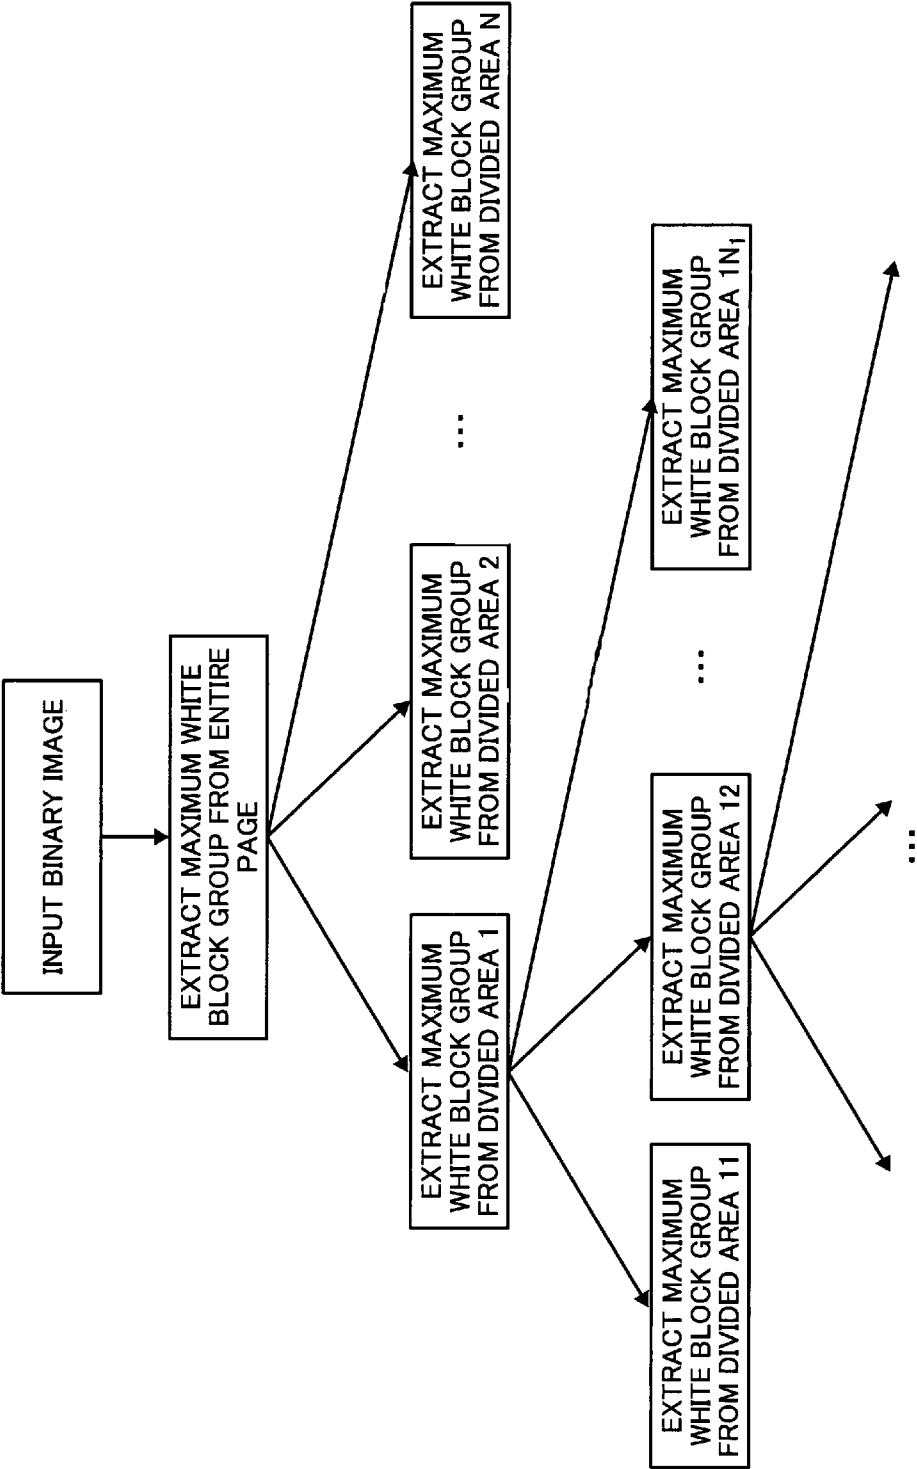 INPUT BINARY IMAGE
EXTRACT MAXIMUM WHITE
BLOCK GROUP FROM ENTIRE
PAGE
EXTRACT MAXIMUM
WHITE BLOCK GROUP
FROM DIVIDED AREA 1
EXTRACT MAXIMUM
WHITE BLOCK GROUP
FROM DIVIDED AREA 2
...
EXTRACT MAXIMUM
WHITE BLOCK GROUP
FROM DIVIDED AREA N
EXTRACT MAXIMUM
WHITE BLOCK GROUP
FROM DIVIDED AREA 11
EXTRACT MAXIMUM
WHITE BLOCK GROUP
FROM DIVIDED AREA 12
...
EXTRACT MAXIMUM
WHITE BLOCK GROUP
FROM DIVIDED AREA 1N₁
...